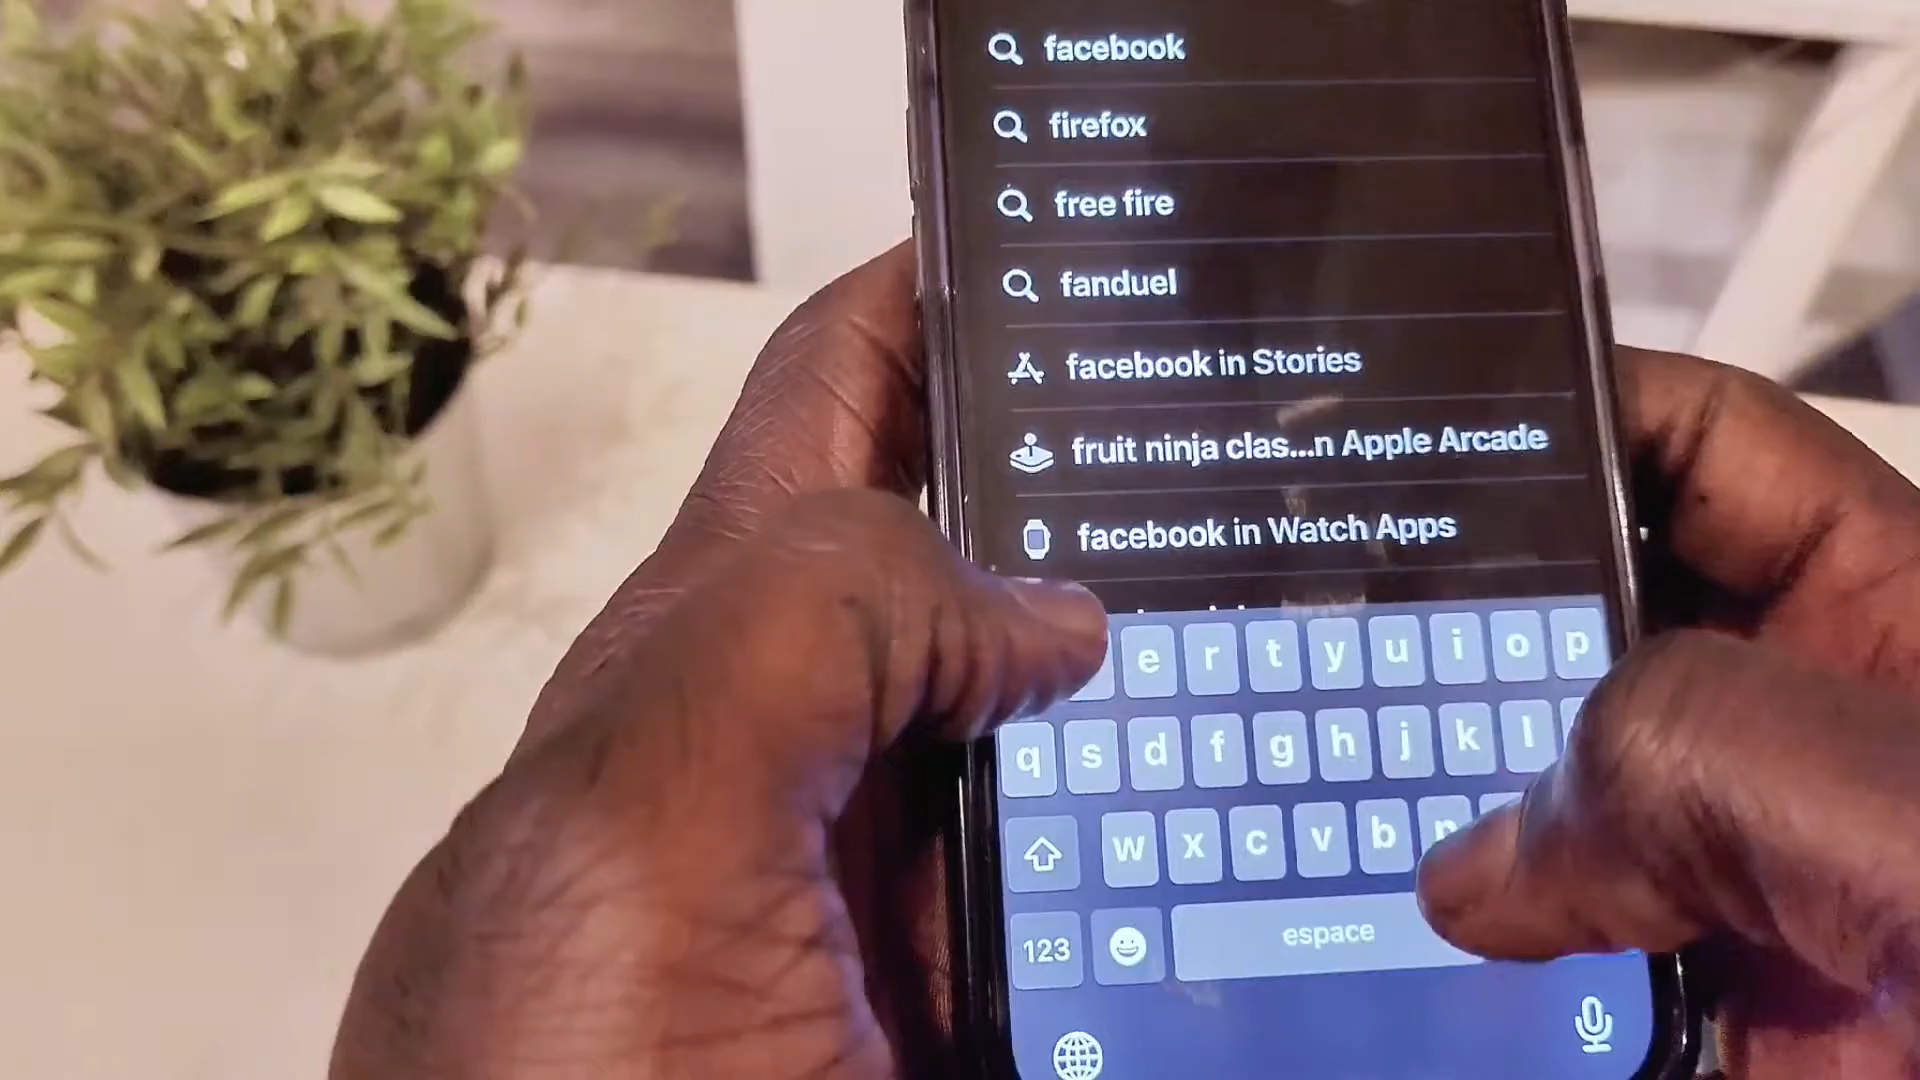 facebook
firefox
free fire
fanduel
facebook in Stories
fruit ninja clas...n Apple Arcade
facebook in Watch Apps
e r t y u i o p
q s d f g h j k l
w x c v b n
123 espace